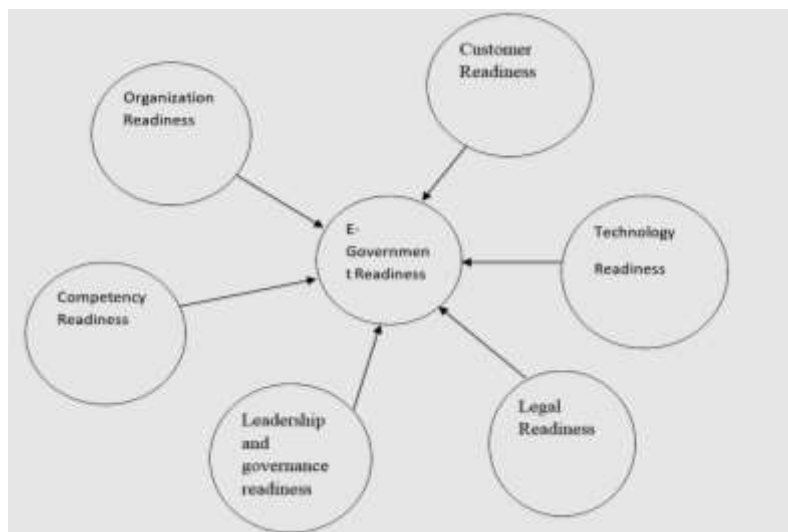 Customer
Readiness
Organization
Readiness
E-
Governmen
t Readiness
Technology
Readiness
Competency
Readiness
Leadership
and
governance
readiness
Legal
Readiness